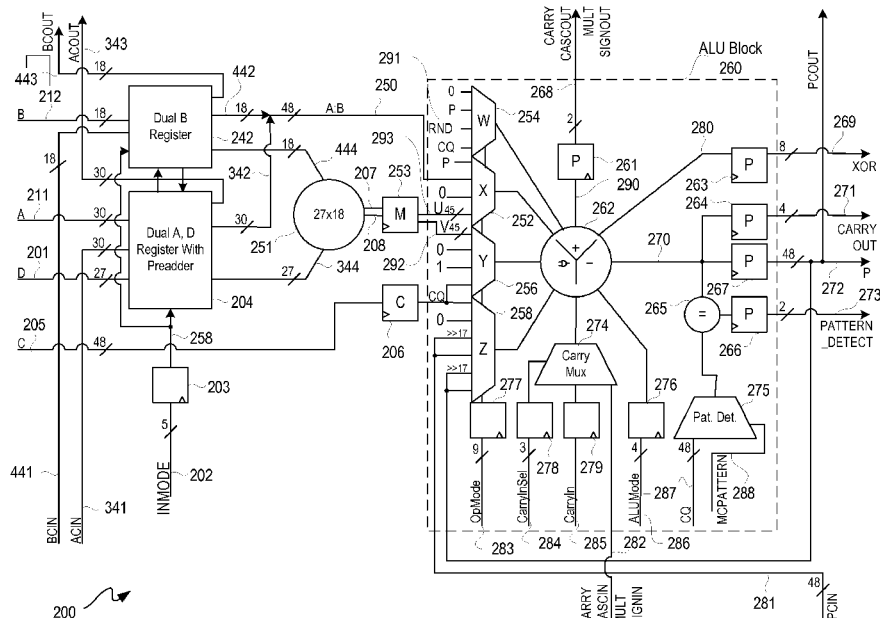 BCOUT
ACOUT
343
443
212
B
18
18
Dual B
Register
242
442
18
48
A:B
250
18
444
342
18
30
30
30
211
A
30
D
27
201
Dual A, D
Register With
Preadder
204
27
344
27x18
251
207
208
253
M
293
U
45
V
45
292
291
0
P
RND
CQ
P
0
0
1
CQ
0
>>17
>>17
W
254
X
252
Y
256
258
Z
205
C
48
258
C
206
203
5
INMODE
202
441
341
BCIN
ACIN
200
CARRY
CASCOUT
MULT
SIGNOUT
268
2
P
261
290
262
+
−
ALU Block
260
PCOUT
280
P
263
8
269
XOR
264
P
4
271
CARRY
OUT
270
P
267
48
P
272
265
=
P
266
2
273
PATTERN
_DETECT
274
Carry
Mux
277
278
279
276
275
Pat. Det.
9
3
4
48
287
288
OpMode
CarryInSel
CarryIn
ALUMode
CQ
MCPATTERN
283
284
285
282
286
281
48
PCIN
ARRY
ASCIN
MULT
IGNIN